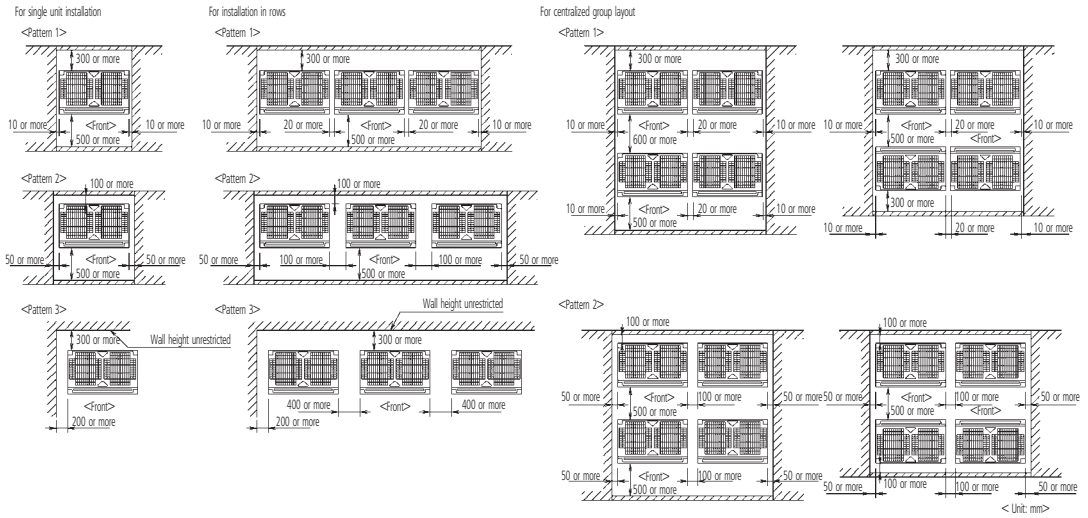 For single unit installation
<Pattern 1>
300 or more
10 or more
<Front>
10 or more
500 or more
<Pattern 2>
100 or more
50 or more
<Front>
50 or more
500 or more
<Pattern 3>
300 or more
Wall height unrestricted
<Front>
200 or more
For installation in rows
<Pattern 1>
300 or more
10 or more
20 or more
<Front>
20 or more
10 or more
500 or more
<Pattern 2>
100 or more
50 or more
100 or more
<Front>
100 or more
50 or more
500 or more
<Pattern 3>
Wall height unrestricted
300 or more
400 or more
<Front>
400 or more
200 or more
For centralized group layout
<Pattern 1>
300 or more
10 or more
<Front>
20 or more
10 or more
600 or more
10 or more
<Front>
20 or more
10 or more
500 or more
300 or more
10 or more
<Front>
20 or more
10 or more
500 or more
<Front>
300 or more
10 or more
20 or more
10 or more
<Pattern 2>
100 or more
50 or more
<Front>
100 or more
50 or more
500 or more
50 or more
<Front>
100 or more
50 or more
500 or more
100 or more
50 or more
<Front>
100 or more
50 or more
500 or more
<Front>
100 or more
50 or more
100 or more
50 or more
< Unit: mm>